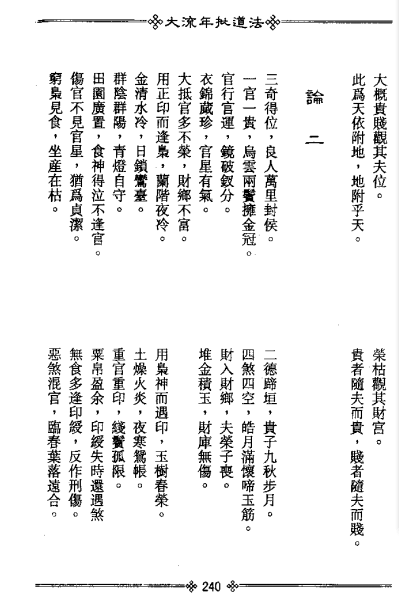 大流年批道法
大概貴賤觀其夫位。 榮枯觀其財宮。
此爲天依附地,地附乎天。 貴者隨夫而貴,賤者隨夫而賤。
論 二
三奇得位,良人萬里封侯。 二德蹄垣,貴子九秋步月。
一官一貴,烏雲兩鬢擁金冠。 四煞四空,皓月滿懷啼玉筋。
官行官運,鏡破釵分。 財入財鄉,夫榮子喪。
衣錦藏珍,官星有氣。 堆金積玉,財庫無傷。
大抵官多不榮,財鄉不富。
用正印而逢梟,蘭階夜冷。 用梟神而遇印,玉樹春榮。
金清水冷,日鎖鸞臺。 土燥火炎,夜寒鴛帳。
群陰群陽,青燈自守。 重官重印,綫鬢孤限。
田園廣置,食神得泣不逢官。 粟帛盈余,印綬失時還遇煞
傷官不見官星,猶爲貞潔。 無食多逢印綬,反作刑傷。
窮梟見食,坐産在枯。 惡煞混官,臨春葉落遠合。
240